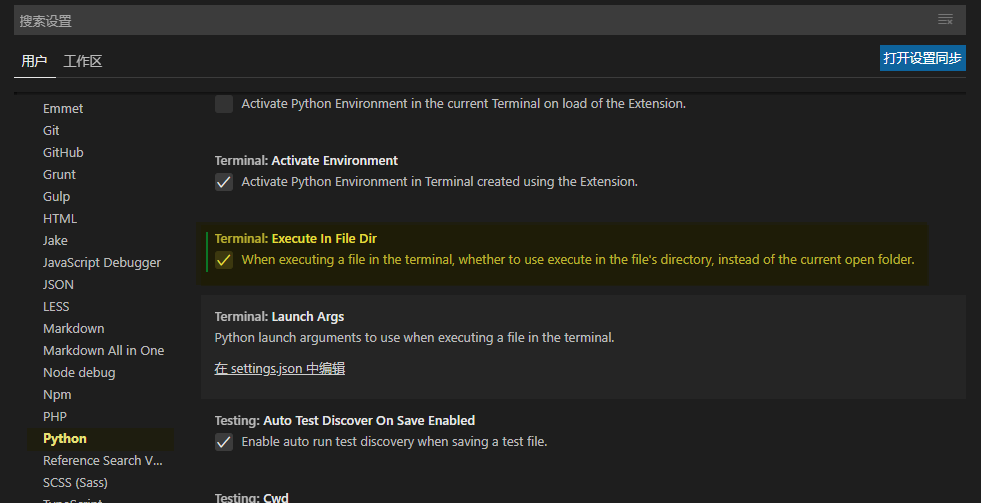 搜索设置
用户 工作区 打开设置同步
Emmet
Git
GitHub
Grunt
Gulp
HTML
Jake
JavaScript Debugger
JSON
LESS
Markdown
Markdown All in One
Node debug
Npm
PHP
Python
Reference Search V...
SCSS (Sass)
TypeScript
Activate Python Environment in the current Terminal on load of the Extension.
Terminal: Activate Environment
Activate Python Environment in Terminal created using the Extension.
Terminal: Execute In File Dir
When executing a file in the terminal, whether to use execute in the file's directory, instead of the current open folder.
Terminal: Launch Args
Python launch arguments to use when executing a file in the terminal.
在 settings.json 中编辑
Testing: Auto Test Discover On Save Enabled
Enable auto run test discovery when saving a test file.
Testing: Cwd